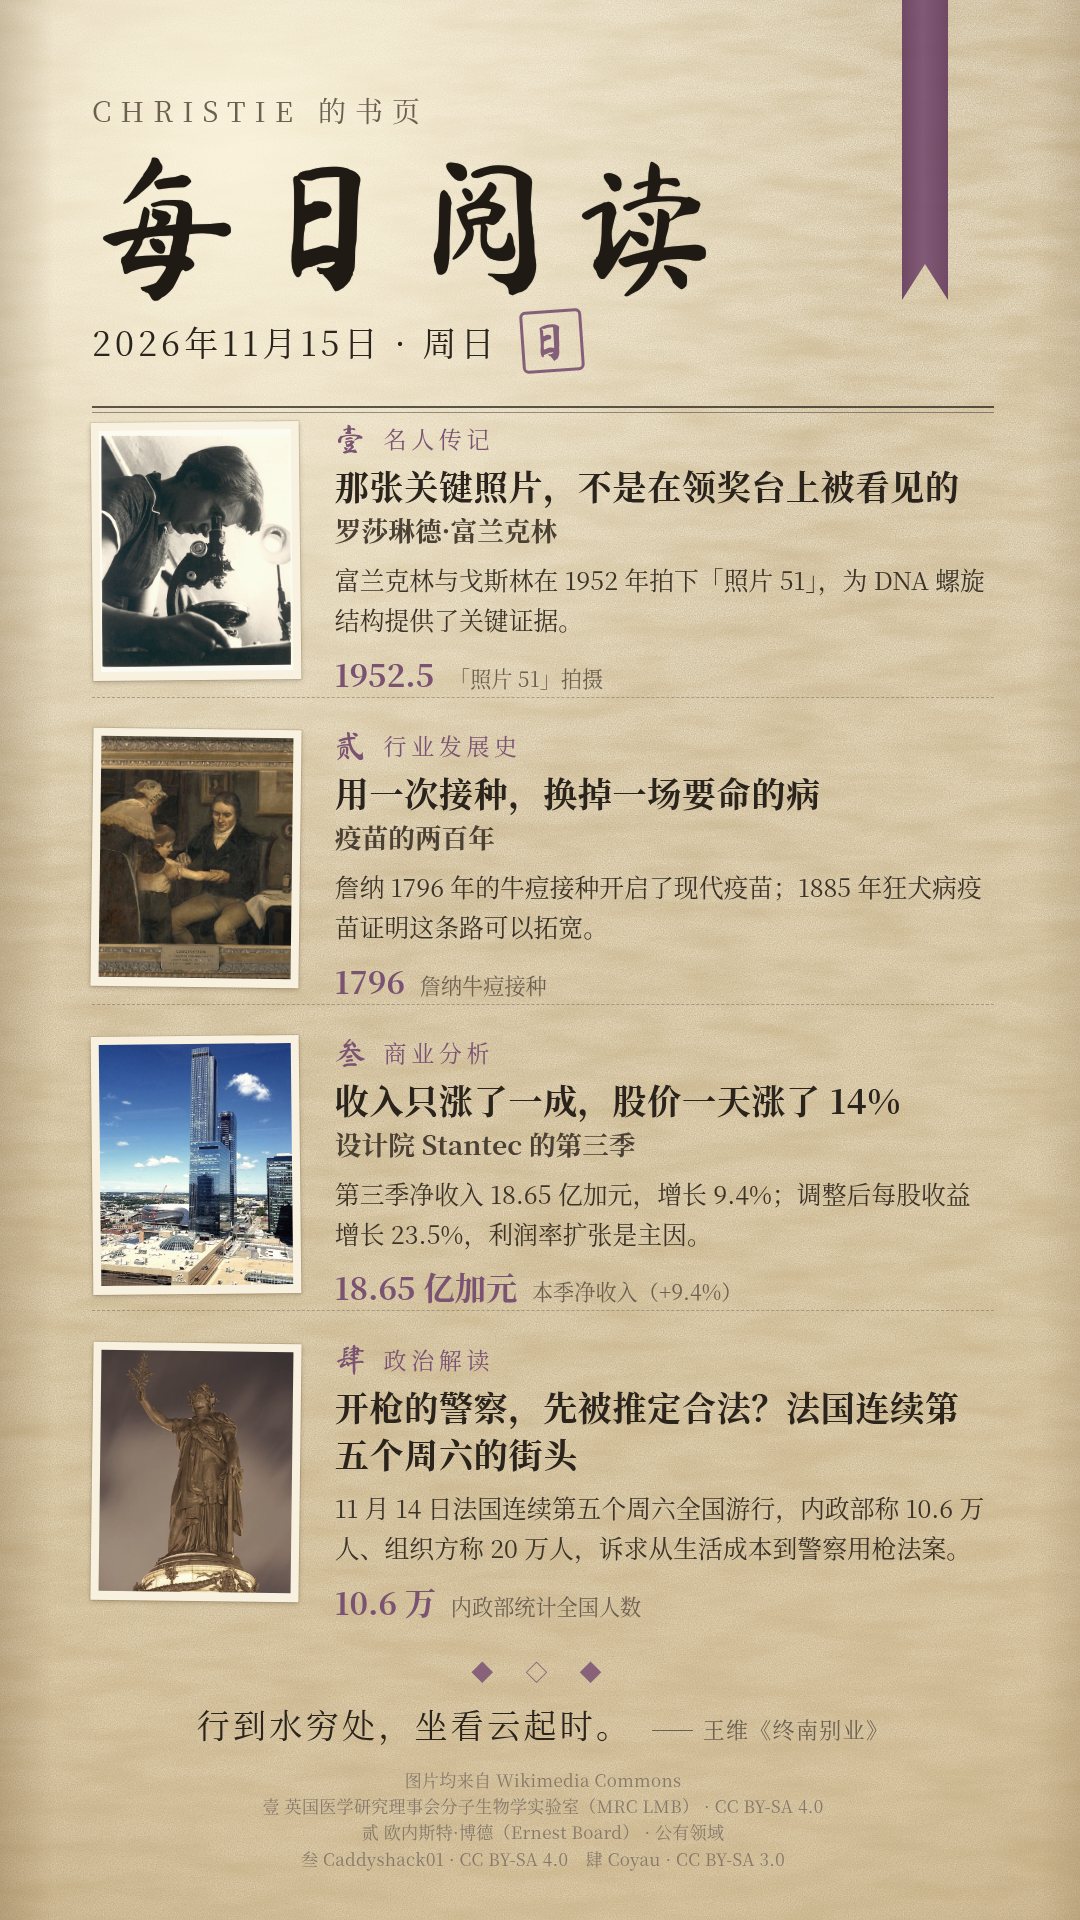 CHRISTIE 的书页
每日阅读
2026年11月15日 · 周日 日
壹 名人传记
那张关键照片，不是在领奖台上被看见的
罗莎琳德·富兰克林
富兰克林与戈斯林在 1952 年拍下「照片 51」，为 DNA 螺旋
结构提供了关键证据。
1952.5 「照片 51」拍摄
贰 行业发展史
用一次接种，换掉一场要命的病
疫苗的两百年
詹纳 1796 年的牛痘接种开启了现代疫苗；1885 年狂犬病疫
苗证明这条路可以拓宽。
1796 詹纳牛痘接种
叁 商业分析
收入只涨了一成，股价一天涨了 14%
设计院 Stantec 的第三季
第三季净收入 18.65 亿加元，增长 9.4%；调整后每股收益
增长 23.5%，利润率扩张是主因。
18.65 亿加元 本季净收入（+9.4%）
肆 政治解读
开枪的警察，先被推定合法？法国连续第
五个周六的街头
11 月 14 日法国连续第五个周六全国游行，内政部称 10.6 万
人、组织方称 20 万人，诉求从生活成本到警察用枪法案。
10.6 万 内政部统计全国人数
行到水穷处，坐看云起时。 —— 王维《终南别业》
图片均来自 Wikimedia Commons
壹 英国医学研究理事会分子生物学实验室（MRC LMB） · CC BY-SA 4.0
贰 欧内斯特·博德（Ernest Board） · 公有领域
叁 Caddyshack01 · CC BY-SA 4.0 肆 Coyau · CC BY-SA 3.0